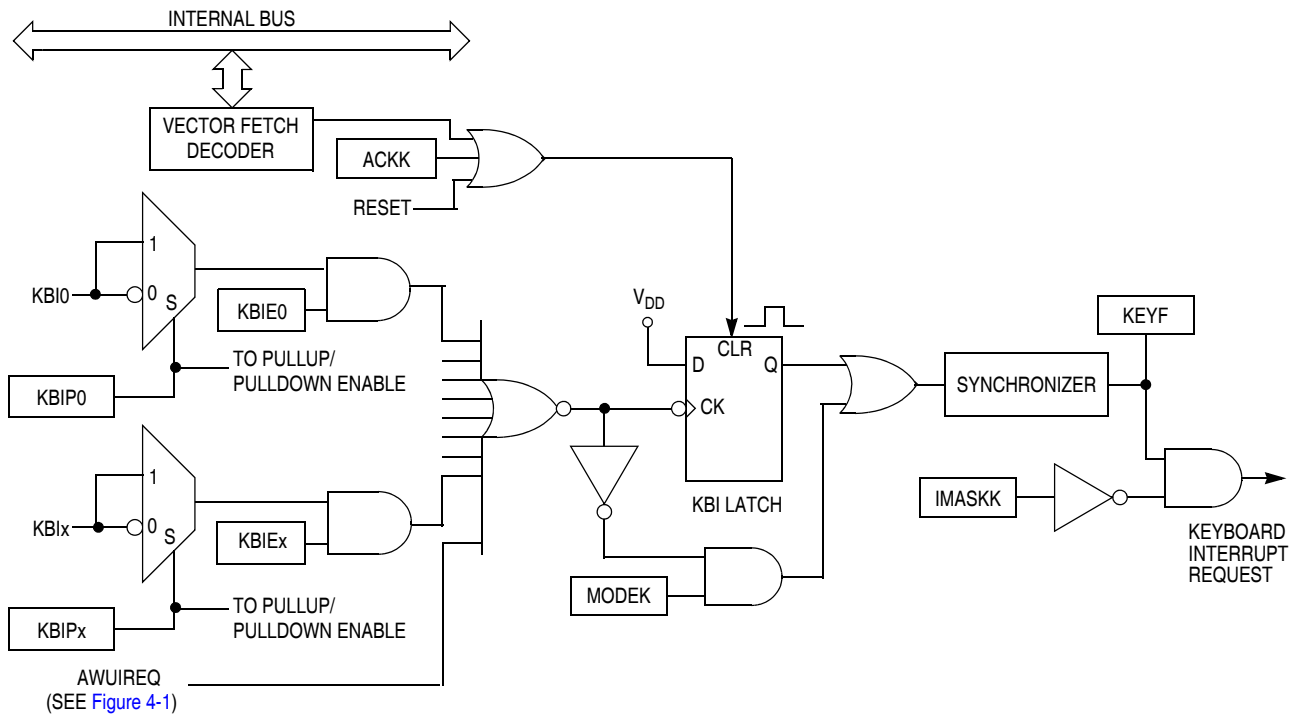 INTERNAL BUS
VECTOR FETCH
DECODER
ACKK
RESET
1
KBI0
0
S
KBIE0
VDD
KEYF
CLR
D
Q
TO PULLUP/
PULLDOWN ENABLE
KBIP0
SYNCHRONIZER
CK
1
KBIx
0
S
KBIEx
KBI LATCH
IMASKK
KEYBOARD
INTERRUPT
REQUEST
MODEK
TO PULLUP/
PULLDOWN ENABLE
KBIPx
AWUIREQ
(SEE Figure 4-1)